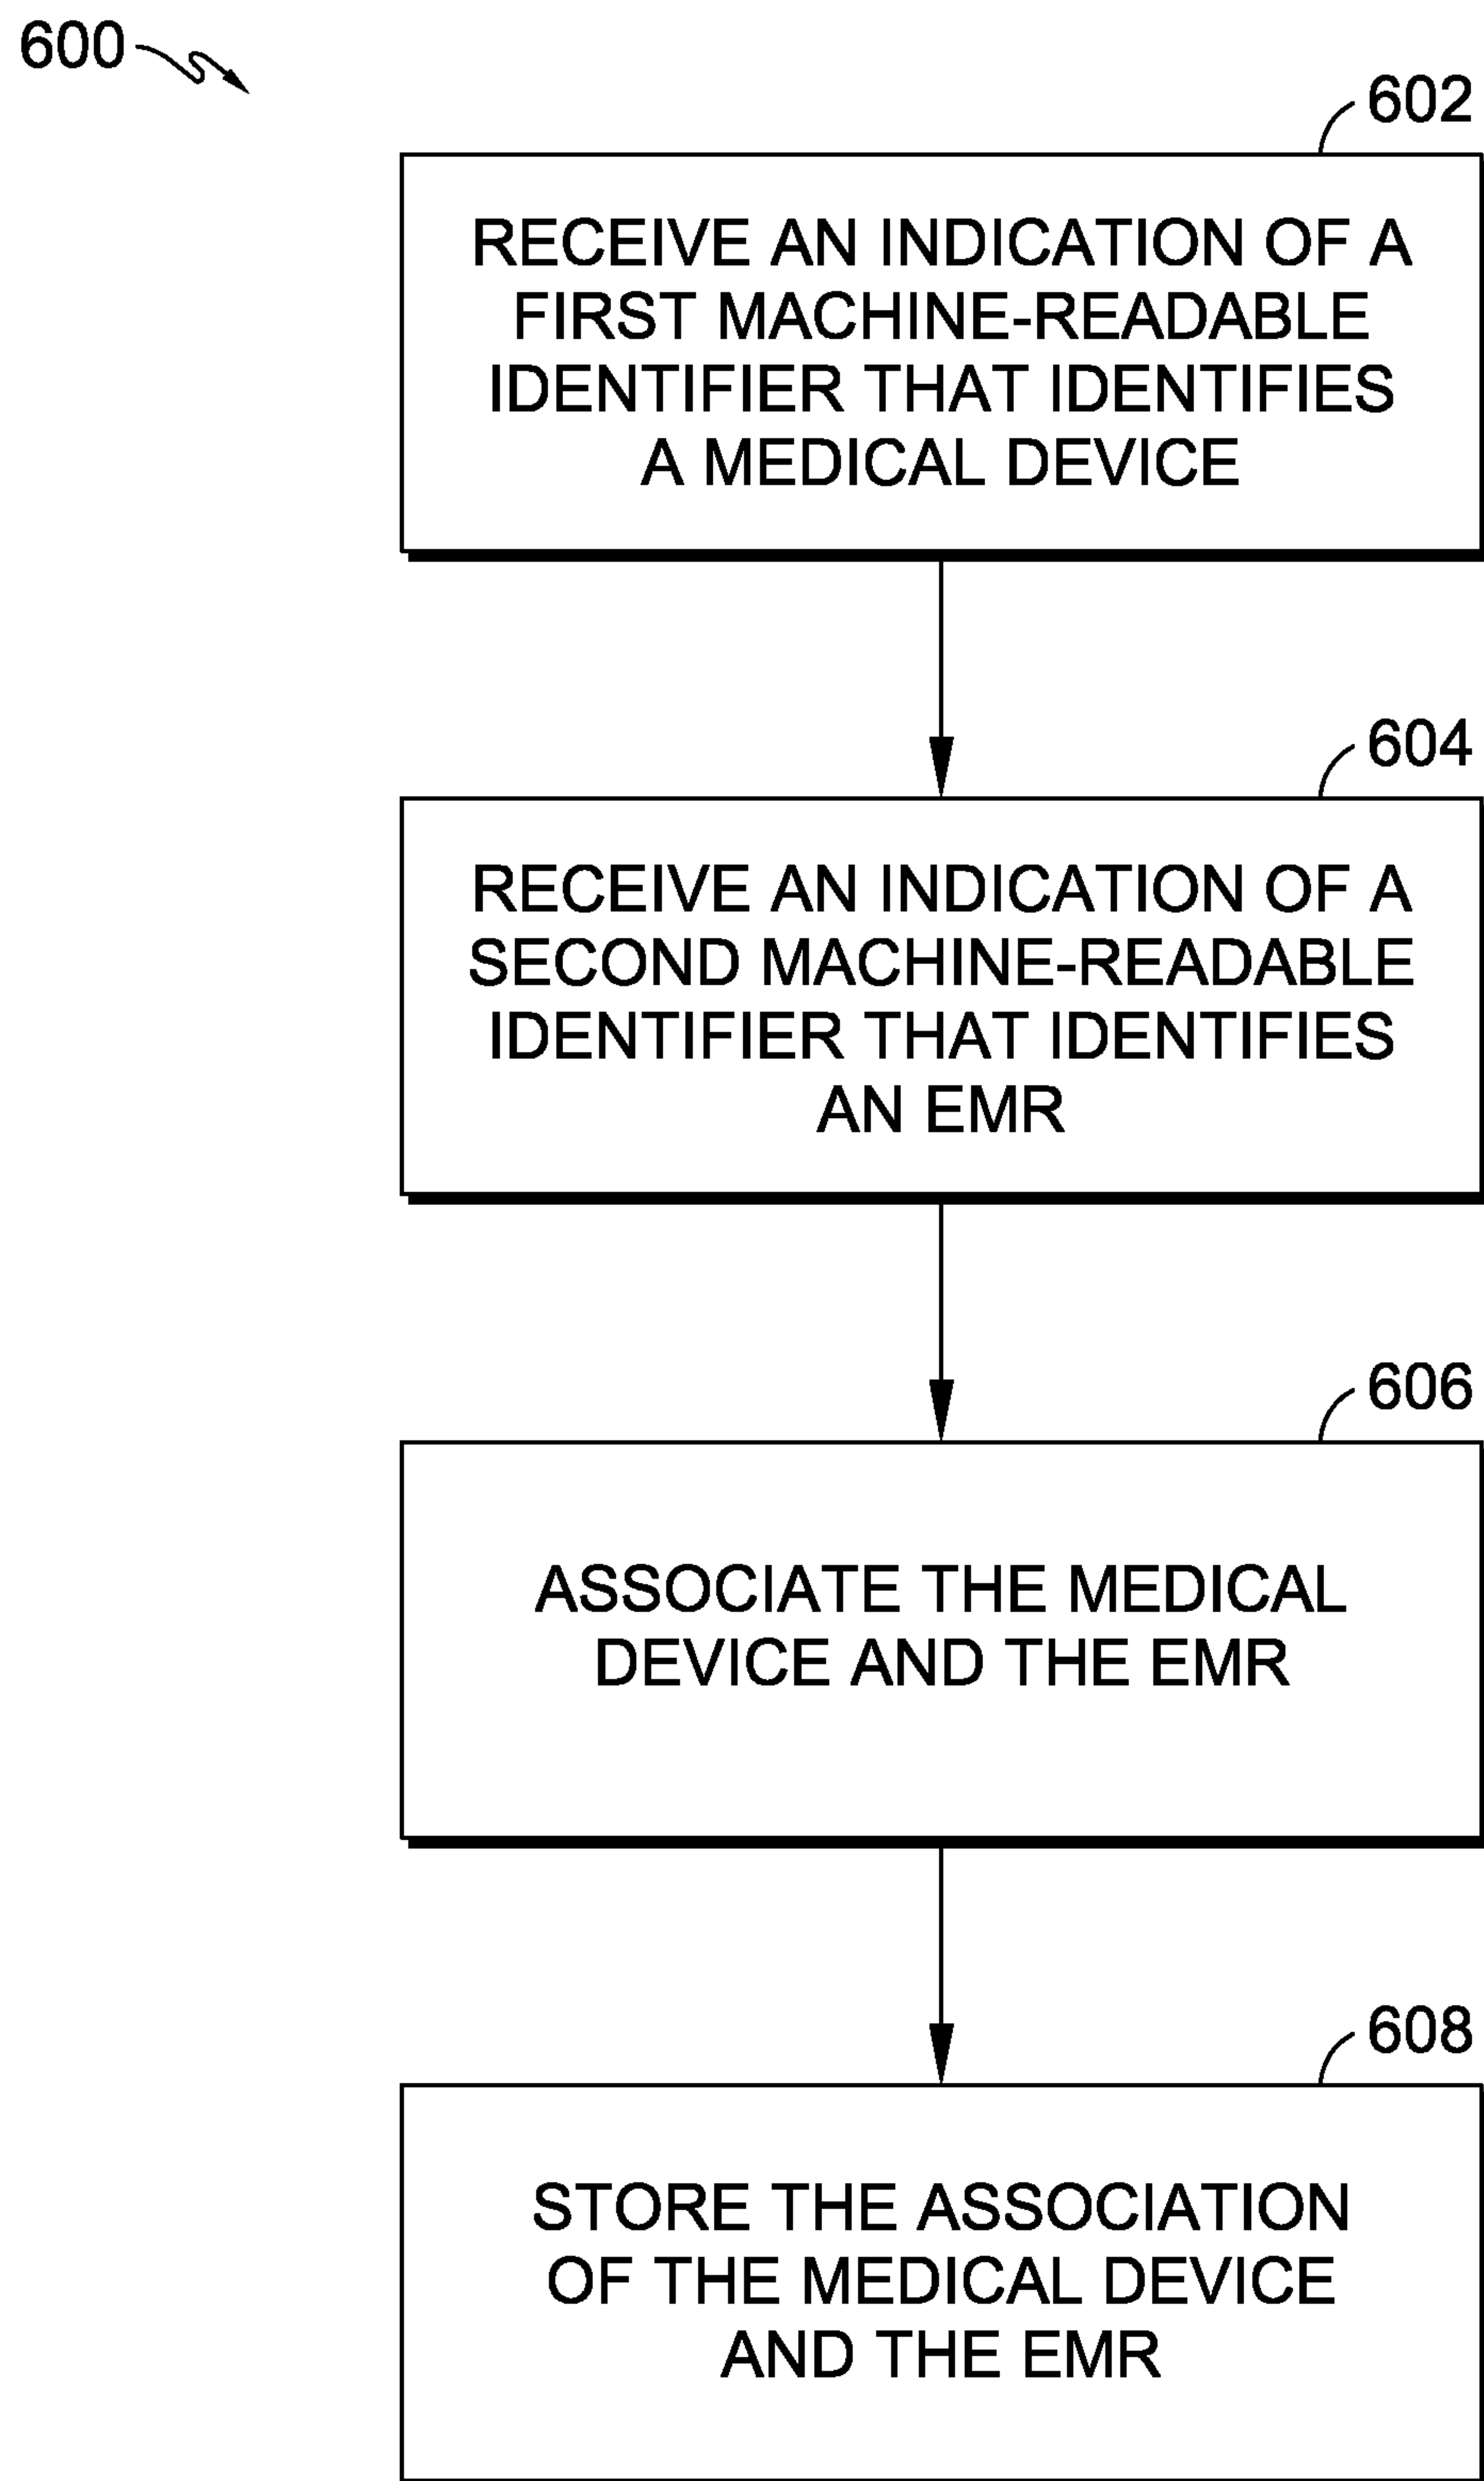 600
602
RECEIVE AN INDICATION OF A
FIRST MACHINE-READABLE
IDENTIFIER THAT IDENTIFIES
A MEDICAL DEVICE
604
RECEIVE AN INDICATION OF A
SECOND MACHINE-READABLE
IDENTIFIER THAT IDENTIFIES
AN EMR
606
ASSOCIATE THE MEDICAL
DEVICE AND THE EMR
608
STORE THE ASSOCIATION
OF THE MEDICAL DEVICE
AND THE EMR